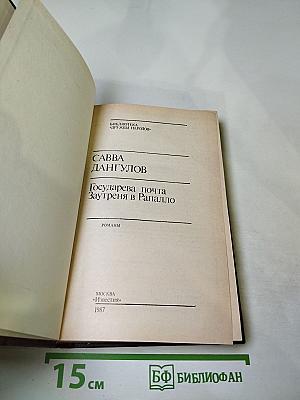 БИБЛИОТЕКА
«ДРУЖБЫ НАРОДОВ»
САВВА
ДАНГУЛОВ
Государева почта
Заутреня в Рапалло
РОМАНЫ
МОСКВА
«Известия»
1987
15 см
БФ БИБЛИОФАН